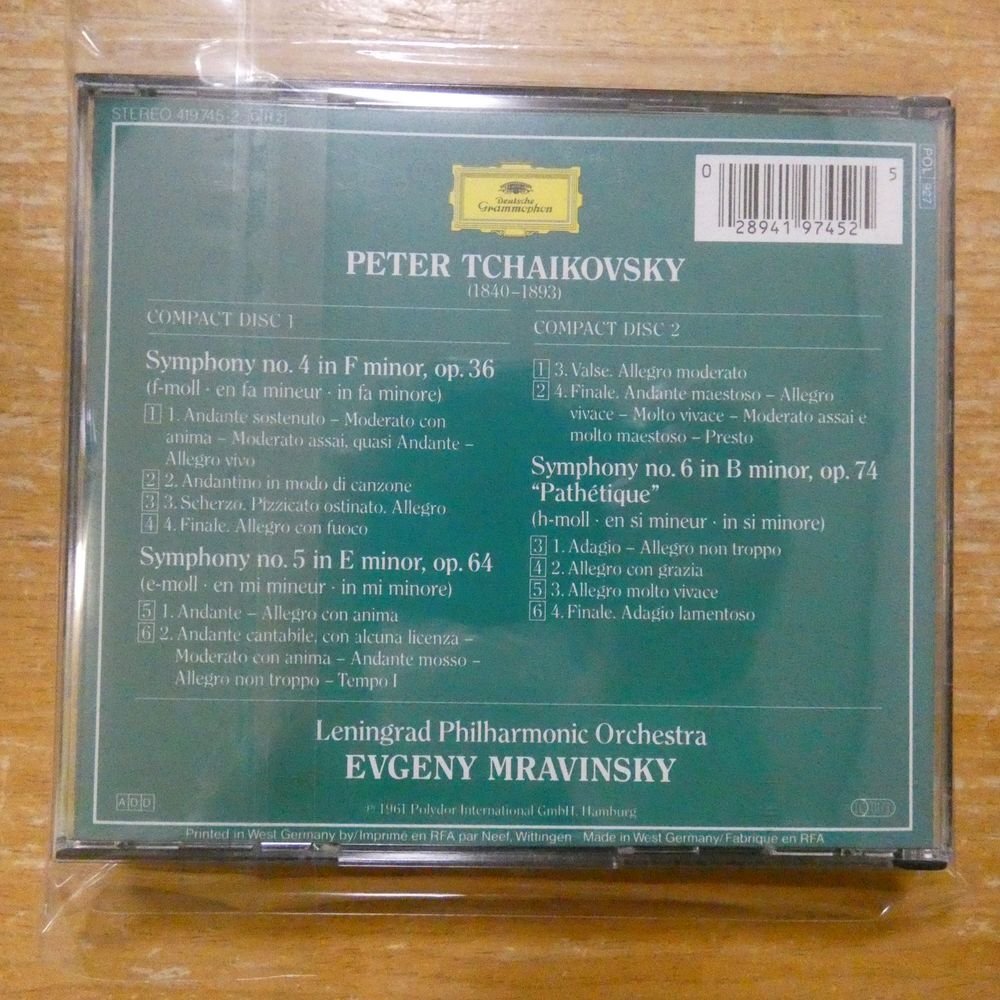 STEREO 419 745-2 GH2
POL 927
Deutsche
Grammophon
0
28941 97452
5
PETER TCHAIKOVSKY
(1840–1893)
COMPACT DISC 1
Symphony no. 4 in F minor, op. 36
(f-moll · en fa mineur · in fa minore)
1 1. Andante sostenuto – Moderato con
anima – Moderato assai, quasi Andante –
Allegro vivo
2 2. Andantino in modo di canzone
3 3. Scherzo. Pizzicato ostinato. Allegro
4 4. Finale. Allegro con fuoco
Symphony no. 5 in E minor, op. 64
(e-moll · en mi mineur · in mi minore)
5 1. Andante – Allegro con anima
6 2. Andante cantabile, con alcuna licenza –
Moderato con anima – Andante mosso –
Allegro non troppo – Tempo I
COMPACT DISC 2
1 3. Valse. Allegro moderato
2 4. Finale. Andante maestoso – Allegro
vivace – Molto vivace – Moderato assai e
molto maestoso – Presto
Symphony no. 6 in B minor, op. 74
“Pathétique”
(h-moll · en si mineur · in si minore)
3 1. Adagio – Allegro non troppo
4 2. Allegro con grazia
5 3. Allegro molto vivace
6 4. Finale. Adagio lamentoso
Leningrad Philharmonic Orchestra
EVGENY MRAVINSKY
℗ 1961 Polydor International GmbH, Hamburg
ADD
Printed in West Germany by/Imprimé en RFA par Neef, Wittingen Made in West Germany/Fabriqué en RFA